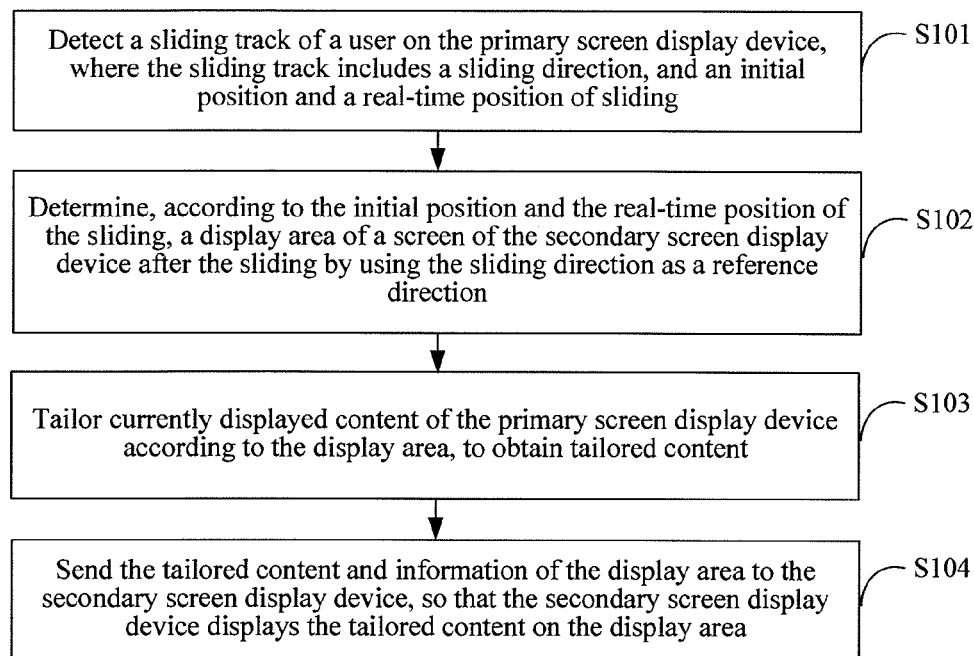 Detect a sliding track of a user on the primary screen display device,
where the sliding track includes a sliding direction, and an initial
position and a real-time position of sliding
S101
Determine, according to the initial position and the real-time position of
the sliding, a display area of a screen of the secondary screen display
device after the sliding by using the sliding direction as a reference
direction
S102
Tailor currently displayed content of the primary screen display device
according to the display area, to obtain tailored content
S103
Send the tailored content and information of the display area to the
secondary screen display device, so that the secondary screen display
device displays the tailored content on the display area
S104